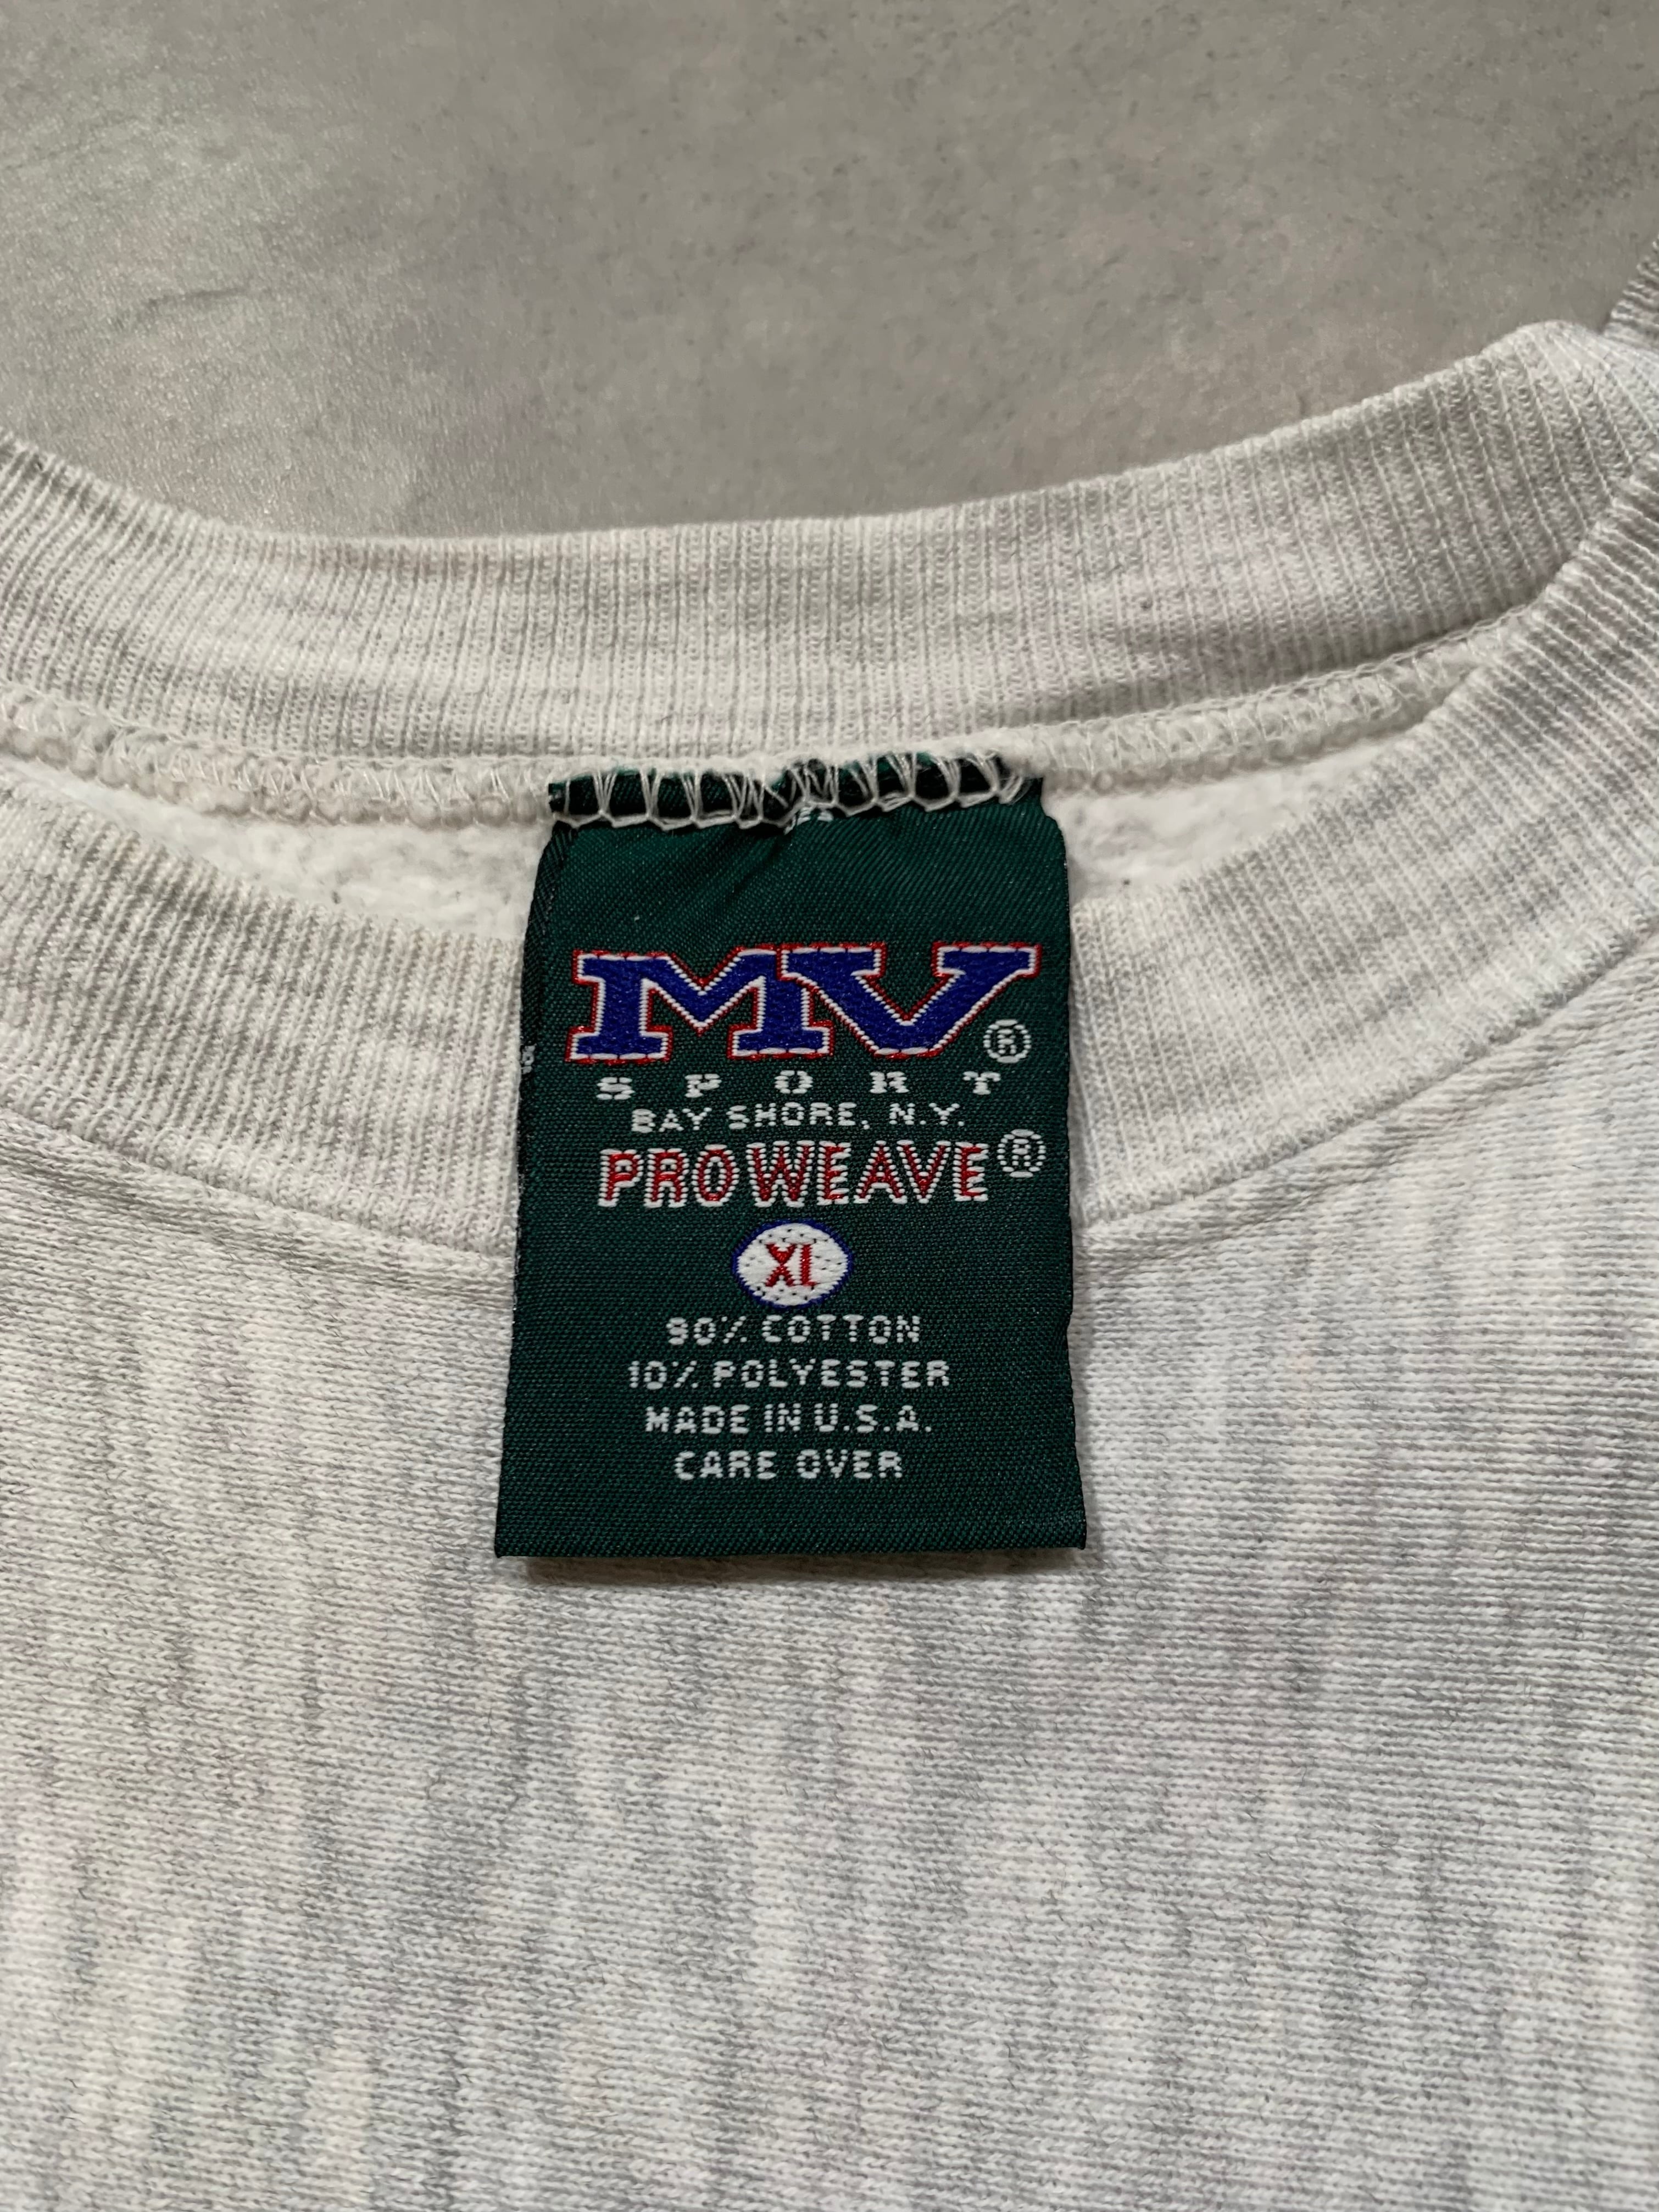 MV®
SPORT
BAY SHORE, N.Y.
PROWEAVE®
XL
90% COTTON
10% POLYESTER
MADE IN U.S.A.
CARE OVER